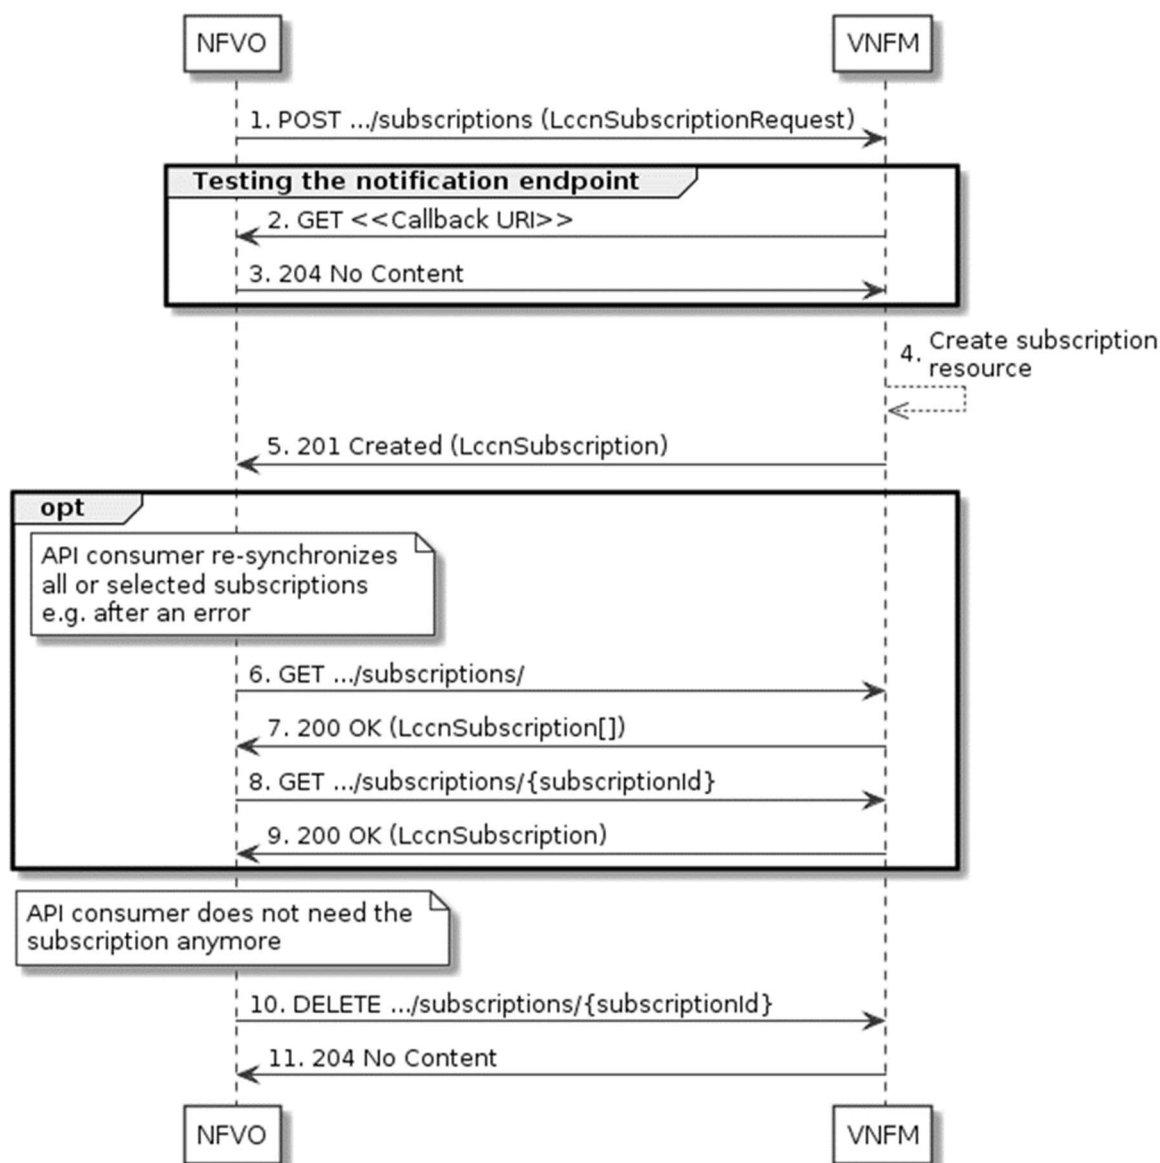 NFVO
VNFM
1. POST .../subscriptions (LccnSubscriptionRequest)
Testing the notification endpoint
2. GET <<Callback URI>>
3. 204 No Content
4. Create subscription
resource
5. 201 Created (LccnSubscription)
opt
API consumer re-synchronizes
all or selected subscriptions
e.g. after an error
6. GET .../subscriptions/
7. 200 OK (LccnSubscription[])
8. GET .../subscriptions/{subscriptionId}
9. 200 OK (LccnSubscription)
API consumer does not need the
subscription anymore
10. DELETE .../subscriptions/{subscriptionId}
11. 204 No Content
NFVO
VNFM